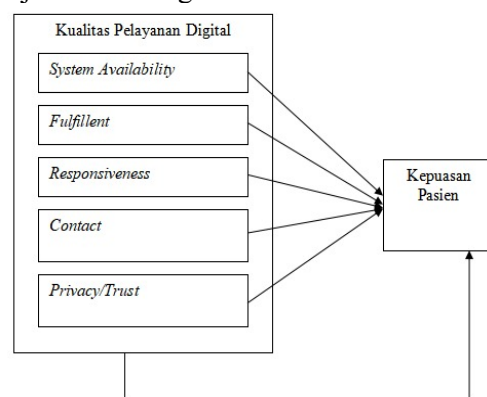 Kualitas Pelayanan Digital
System Availability
Fulfillent
Responsiveness
Contact
Privacy/Trust
Kepuasan
Pasien